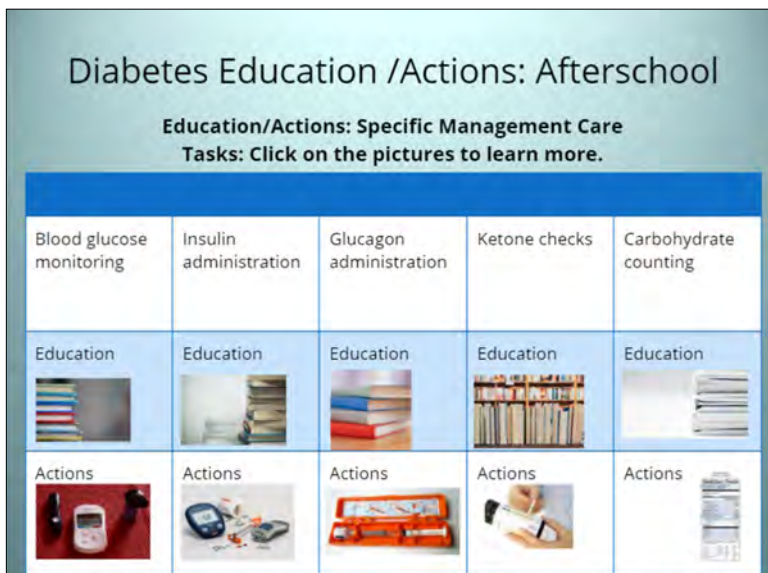 Diabetes Education /Actions: Afterschool
Education/Actions: Specific Management Care
Tasks: Click on the pictures to learn more.
Blood glucose
monitoring
Insulin
administration
Glucagon
administration
Ketone checks
Carbohydrate
counting
Education
Education
Education
Education
Education
Actions
Actions
Actions
Actions
Actions